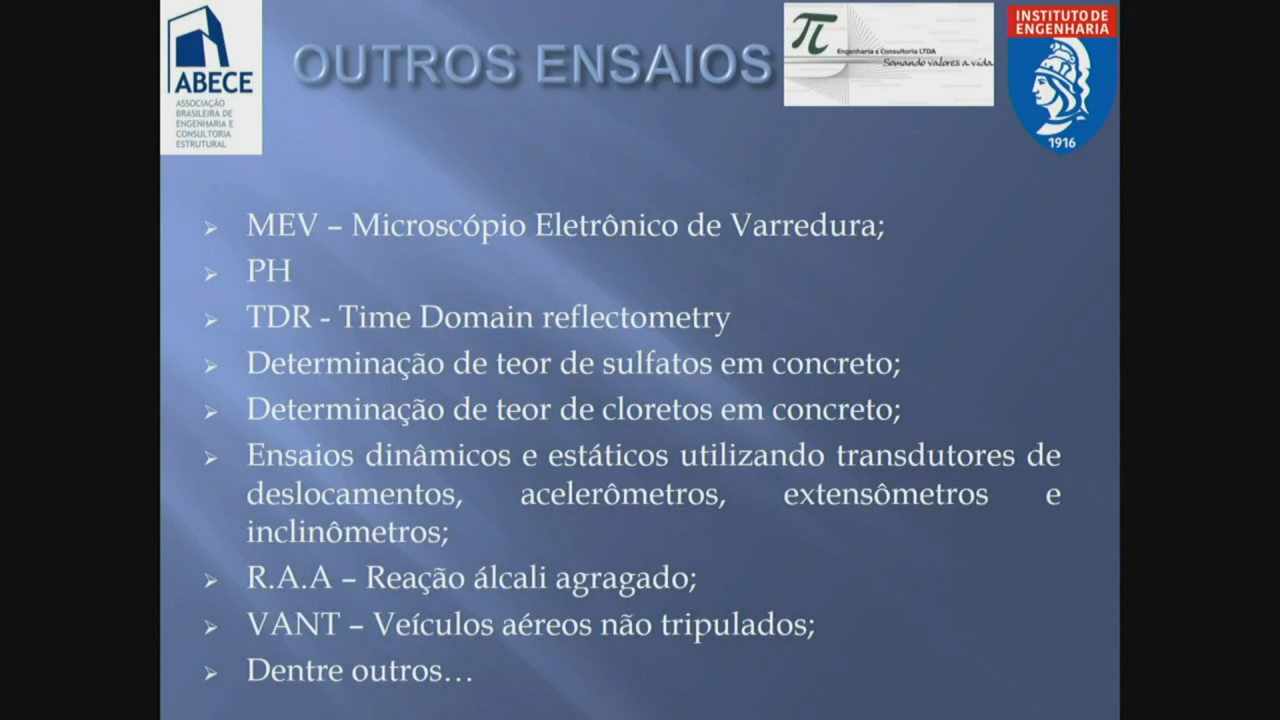 ABECE
ASSOCIAÇÃO
BRASILEIRA DE
ENGENHARIA E
CONSULTORIA
ESTRUTURAL
OUTROS ENSAIOS
Engenharia e Consultoria LTDA
Somando valores a vida.
INSTITUTO DE
ENGENHARIA
1916
➢ MEV – Microscópio Eletrônico de Varredura;
➢ PH
➢ TDR - Time Domain reflectometry
➢ Determinação de teor de sulfatos em concreto;
➢ Determinação de teor de cloretos em concreto;
➢ Ensaios dinâmicos e estáticos utilizando transdutores de
deslocamentos, acelerômetros, extensômetros e
inclinômetros;
➢ R.A.A – Reação álcali agragado;
➢ VANT – Veículos aéreos não tripulados;
➢ Dentre outros…